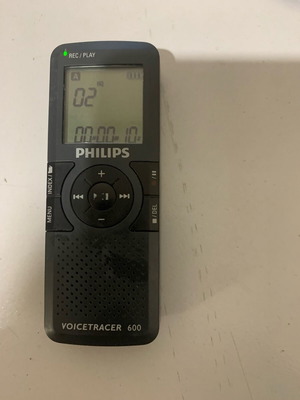 REC / PLAY
A
02
00:00:10
PHILIPS
INDEX /
MENU
/ DEL
VOICETRACER 600